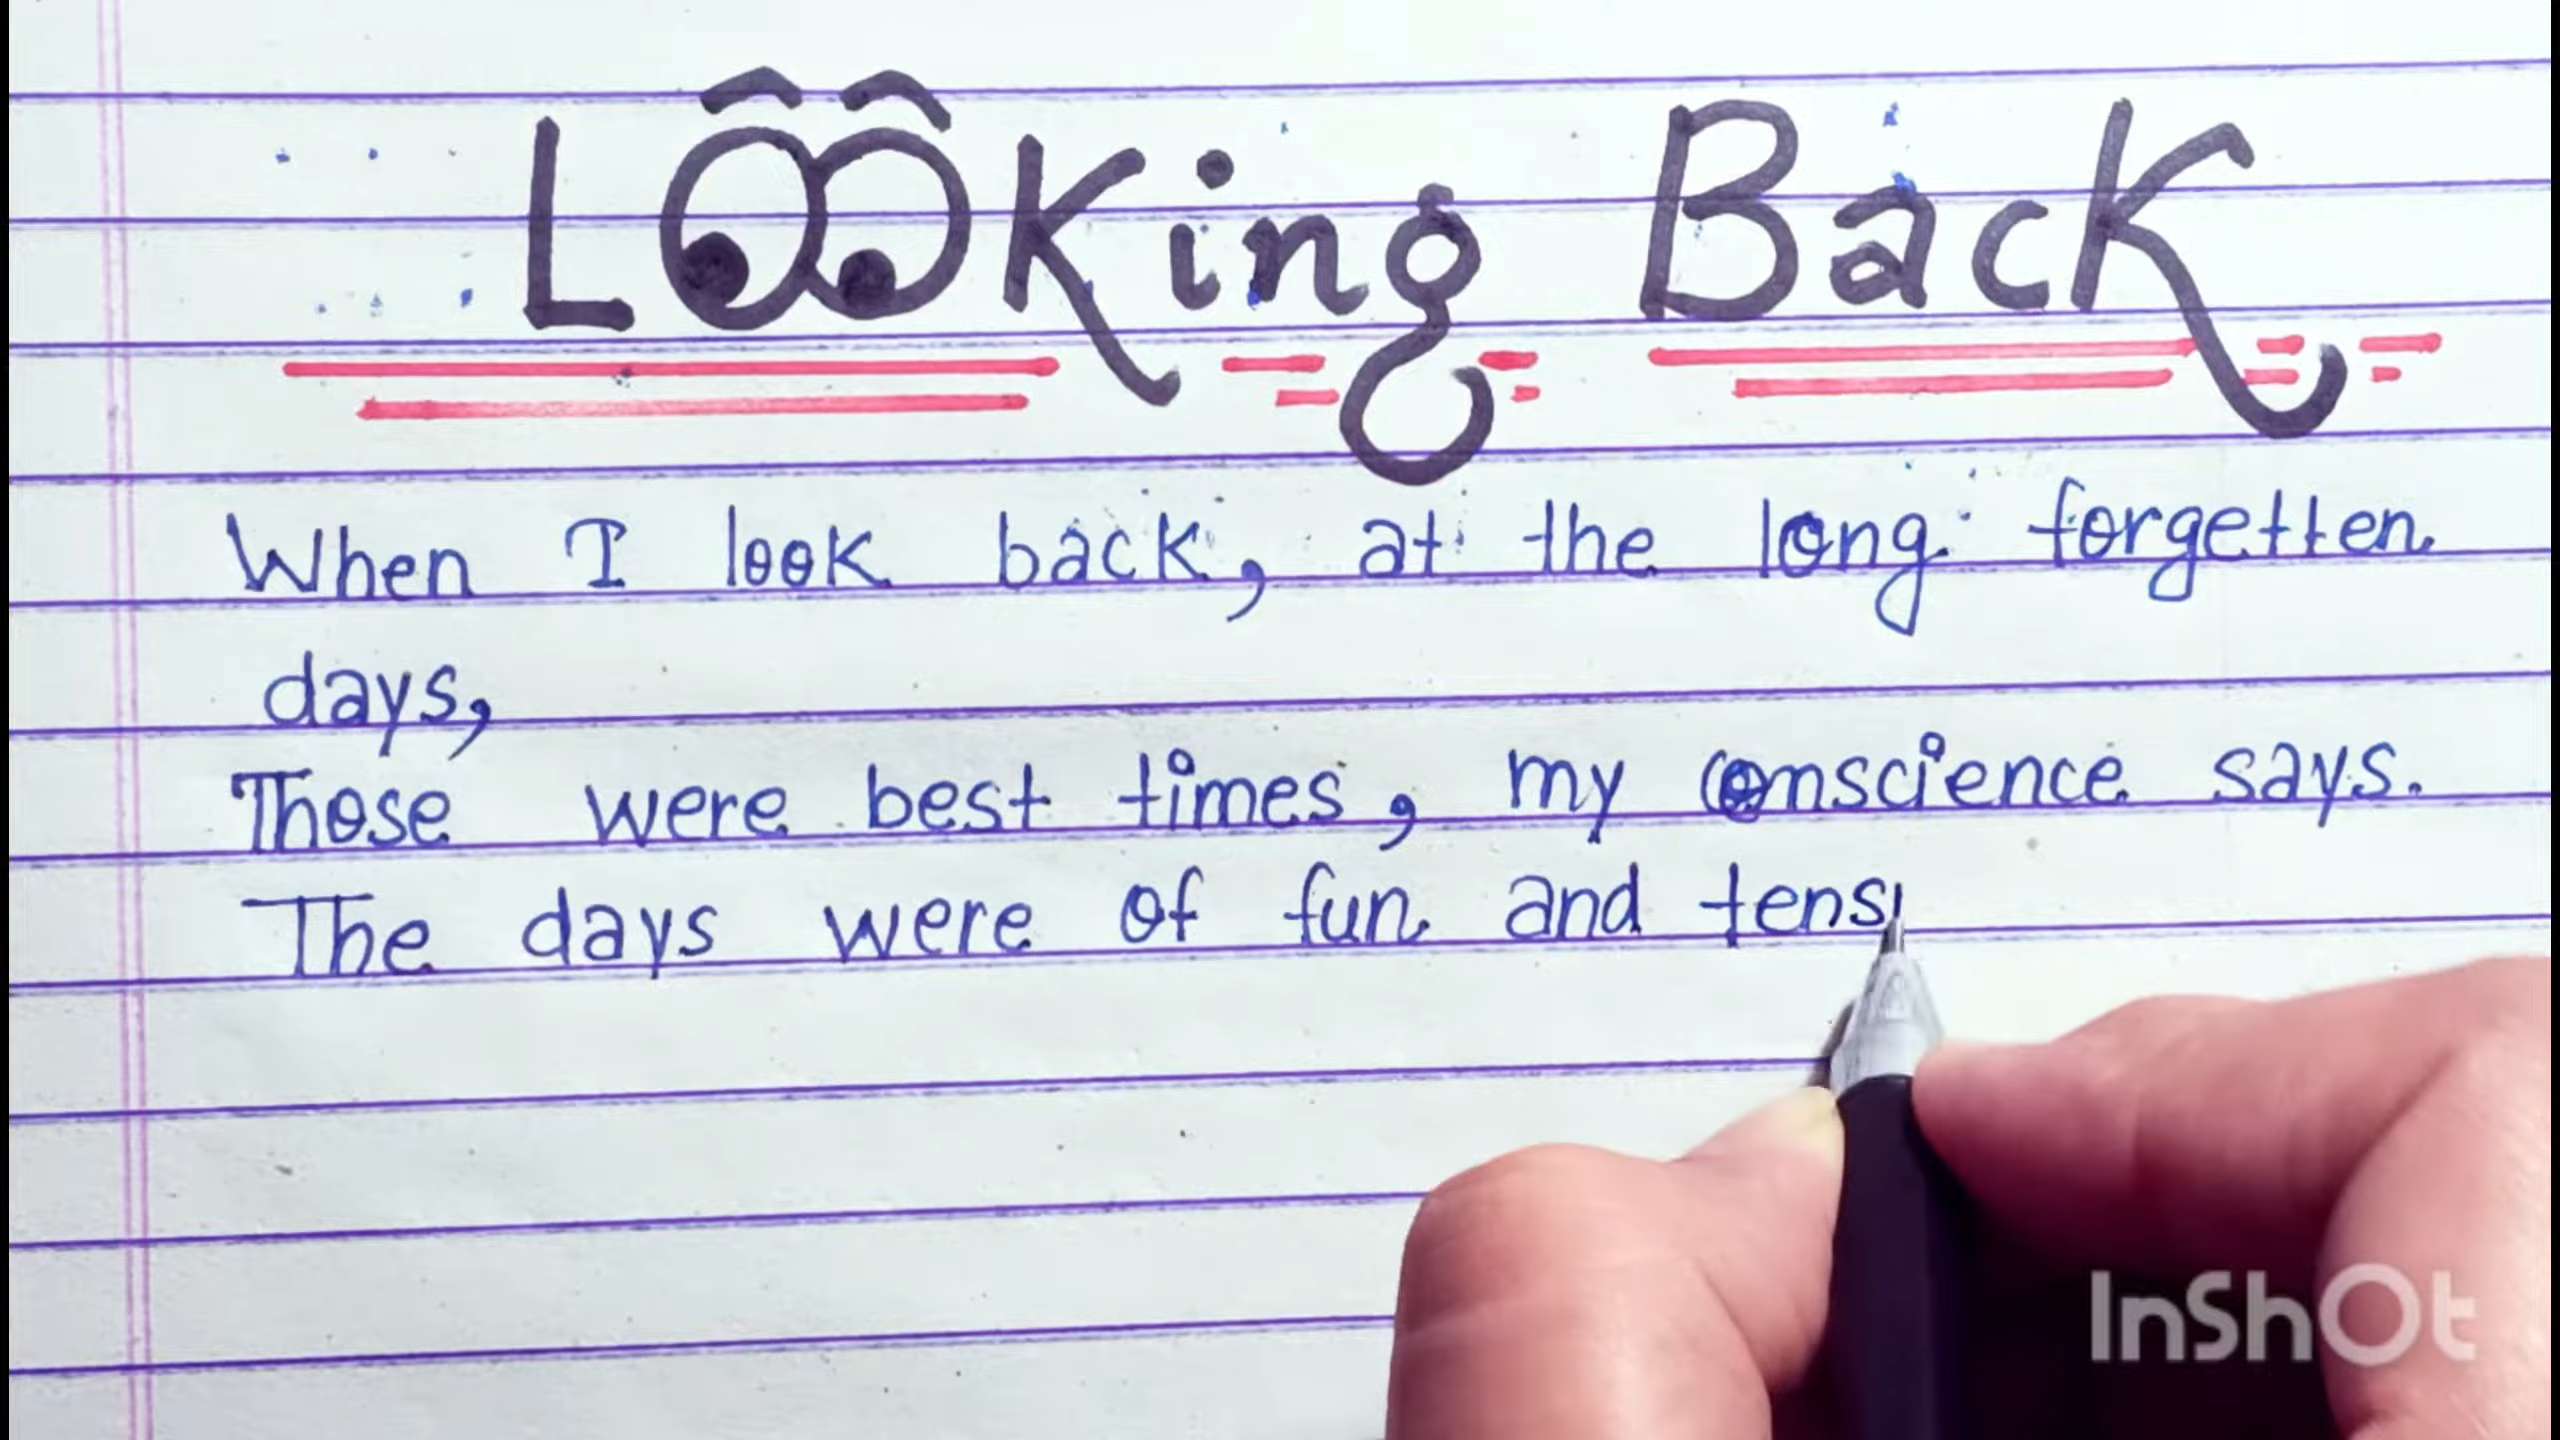 Looking Back
When I look back, at the long forgetten
days,
Those were best times, my conscience says.
The days were of fun and tensi
InShOt